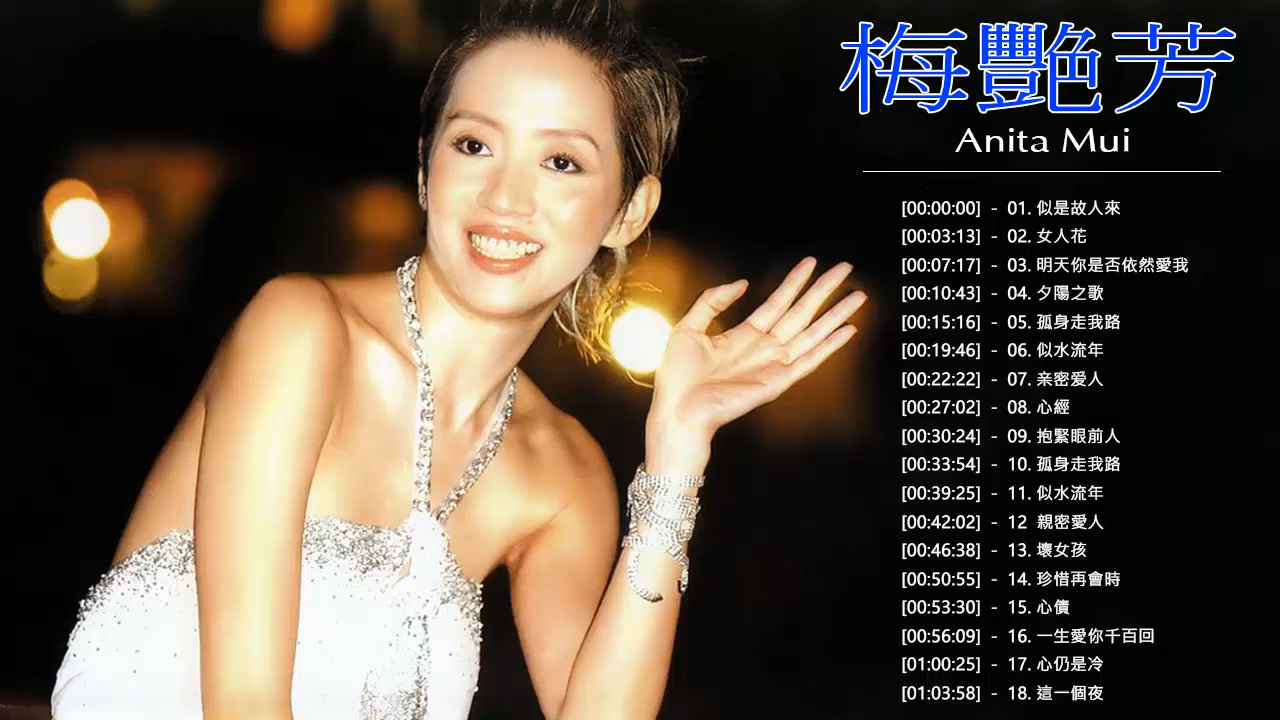 梅艷芳
Anita Mui
[00:00:00] - 01. 似是故人來
[00:03:13] - 02. 女人花
[00:07:17] - 03. 明天你是否依然愛我
[00:10:43] - 04. 夕陽之歌
[00:15:16] - 05. 孤身走我路
[00:19:46] - 06. 似水流年
[00:22:22] - 07. 亲密爱人
[00:27:02] - 08. 心經
[00:30:24] - 09. 抱緊眼前人
[00:33:54] - 10. 孤身走我路
[00:39:25] - 11. 似水流年
[00:42:02] - 12 親密愛人
[00:46:38] - 13. 壞女孩
[00:50:55] - 14. 珍惜再會時
[00:53:30] - 15. 心債
[00:56:09] - 16. 一生愛你千百回
[01:00:25] - 17. 心仍是冷
[01:03:58] - 18. 這一個夜